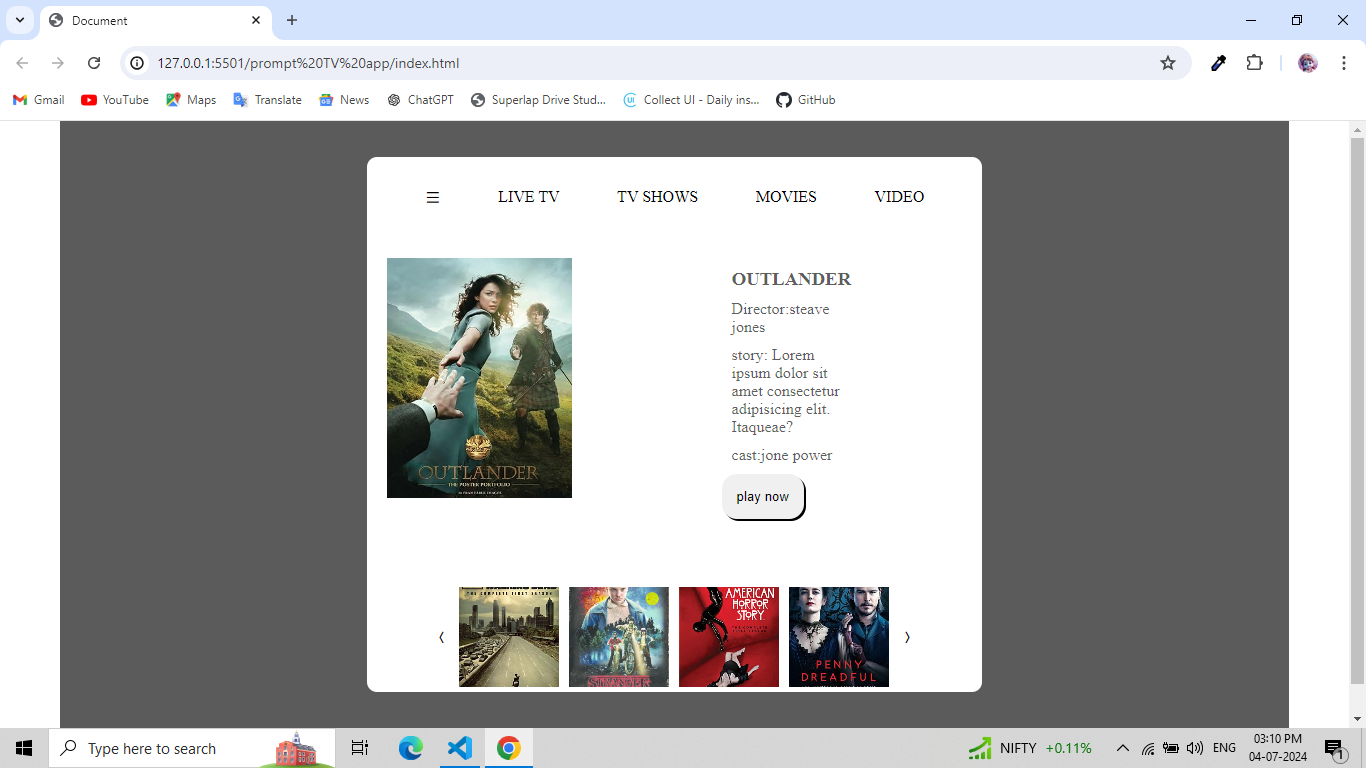 Document
127.0.0.1:5501/prompt%20TV%20app/index.html
Gmail YouTube Maps Translate News ChatGPT Superlap Drive Stud... Collect UI - Daily ins... GitHub
LIVE TV TV SHOWS MOVIES VIDEO
OUTLANDER
THE POSTER PORTFOLIO
OUTLANDER
Director:steave
jones
story: Lorem
ipsum dolor sit
amet consectetur
adipisicing elit.
Itaqueae?
cast:jone power
play now
THE COMPLETE FIRST SEASON
STRANGER
AMERICAN
HORROR
STORY
PENNY
DREADFUL
Type here to search
NIFTY +0.11%
ENG
03:10 PM
04-07-2024
1